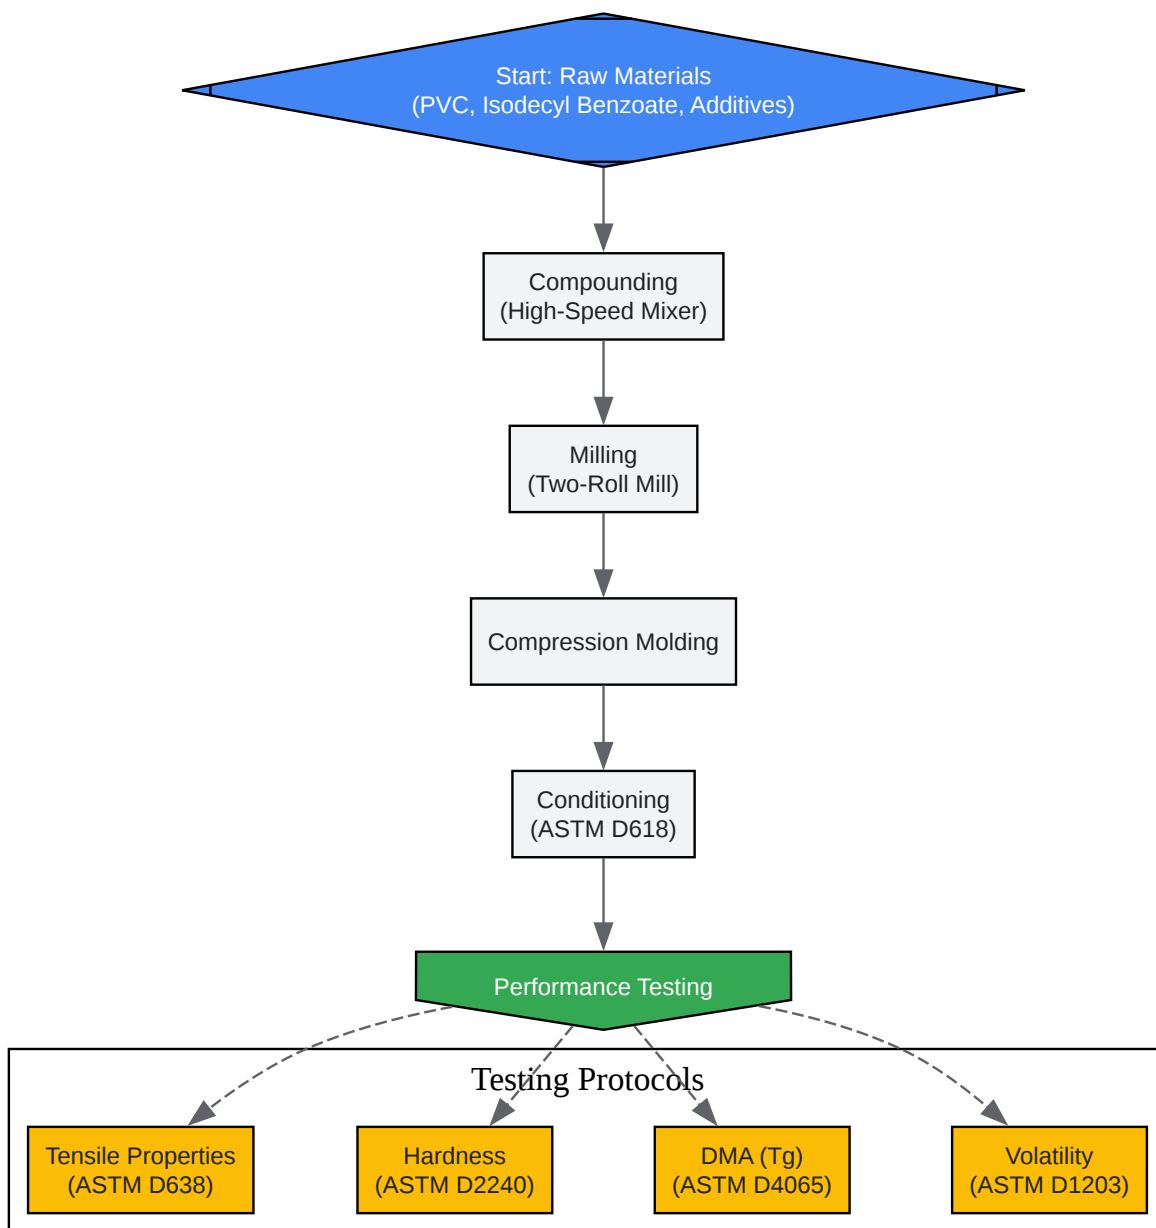 Start: Raw Materials
(PVC, Isodecyl Benzoate, Additives)
Compounding
(High-Speed Mixer)
Milling
(Two-Roll Mill)
Compression Molding
Conditioning
(ASTM D618)
Performance Testing
Testing Protocols
Tensile Properties
(ASTM D638)
Hardness
(ASTM D2240)
DMA (Tg)
(ASTM D4065)
Volatility
(ASTM D1203)